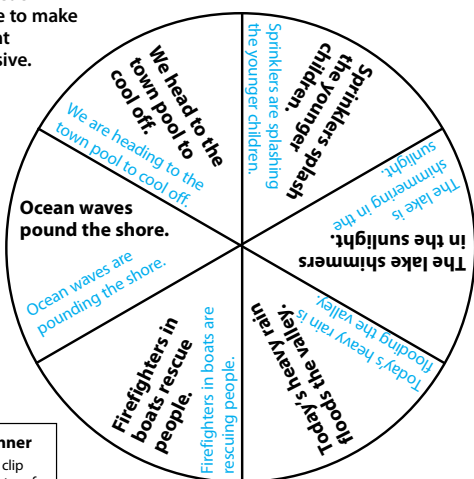 e to make
t
sive.
We head to the
town pool to
cool off.
We are heading to the
town pool to cool off.
Sprinklers splash
the younger
children.
Sprinklers are splashing
the younger children.
The lake shimmers
in the sunlight.
The lake is
shimmering in the
sunlight.
Today's heavy rain
floods the valley.
Today's heavy rain is
flooding the valley.
Firefighters in
boats rescue
people.
Firefighters in boats are
rescuing people.
Ocean waves
pound the shore.
Ocean waves are
pounding the shore.
nner
clip